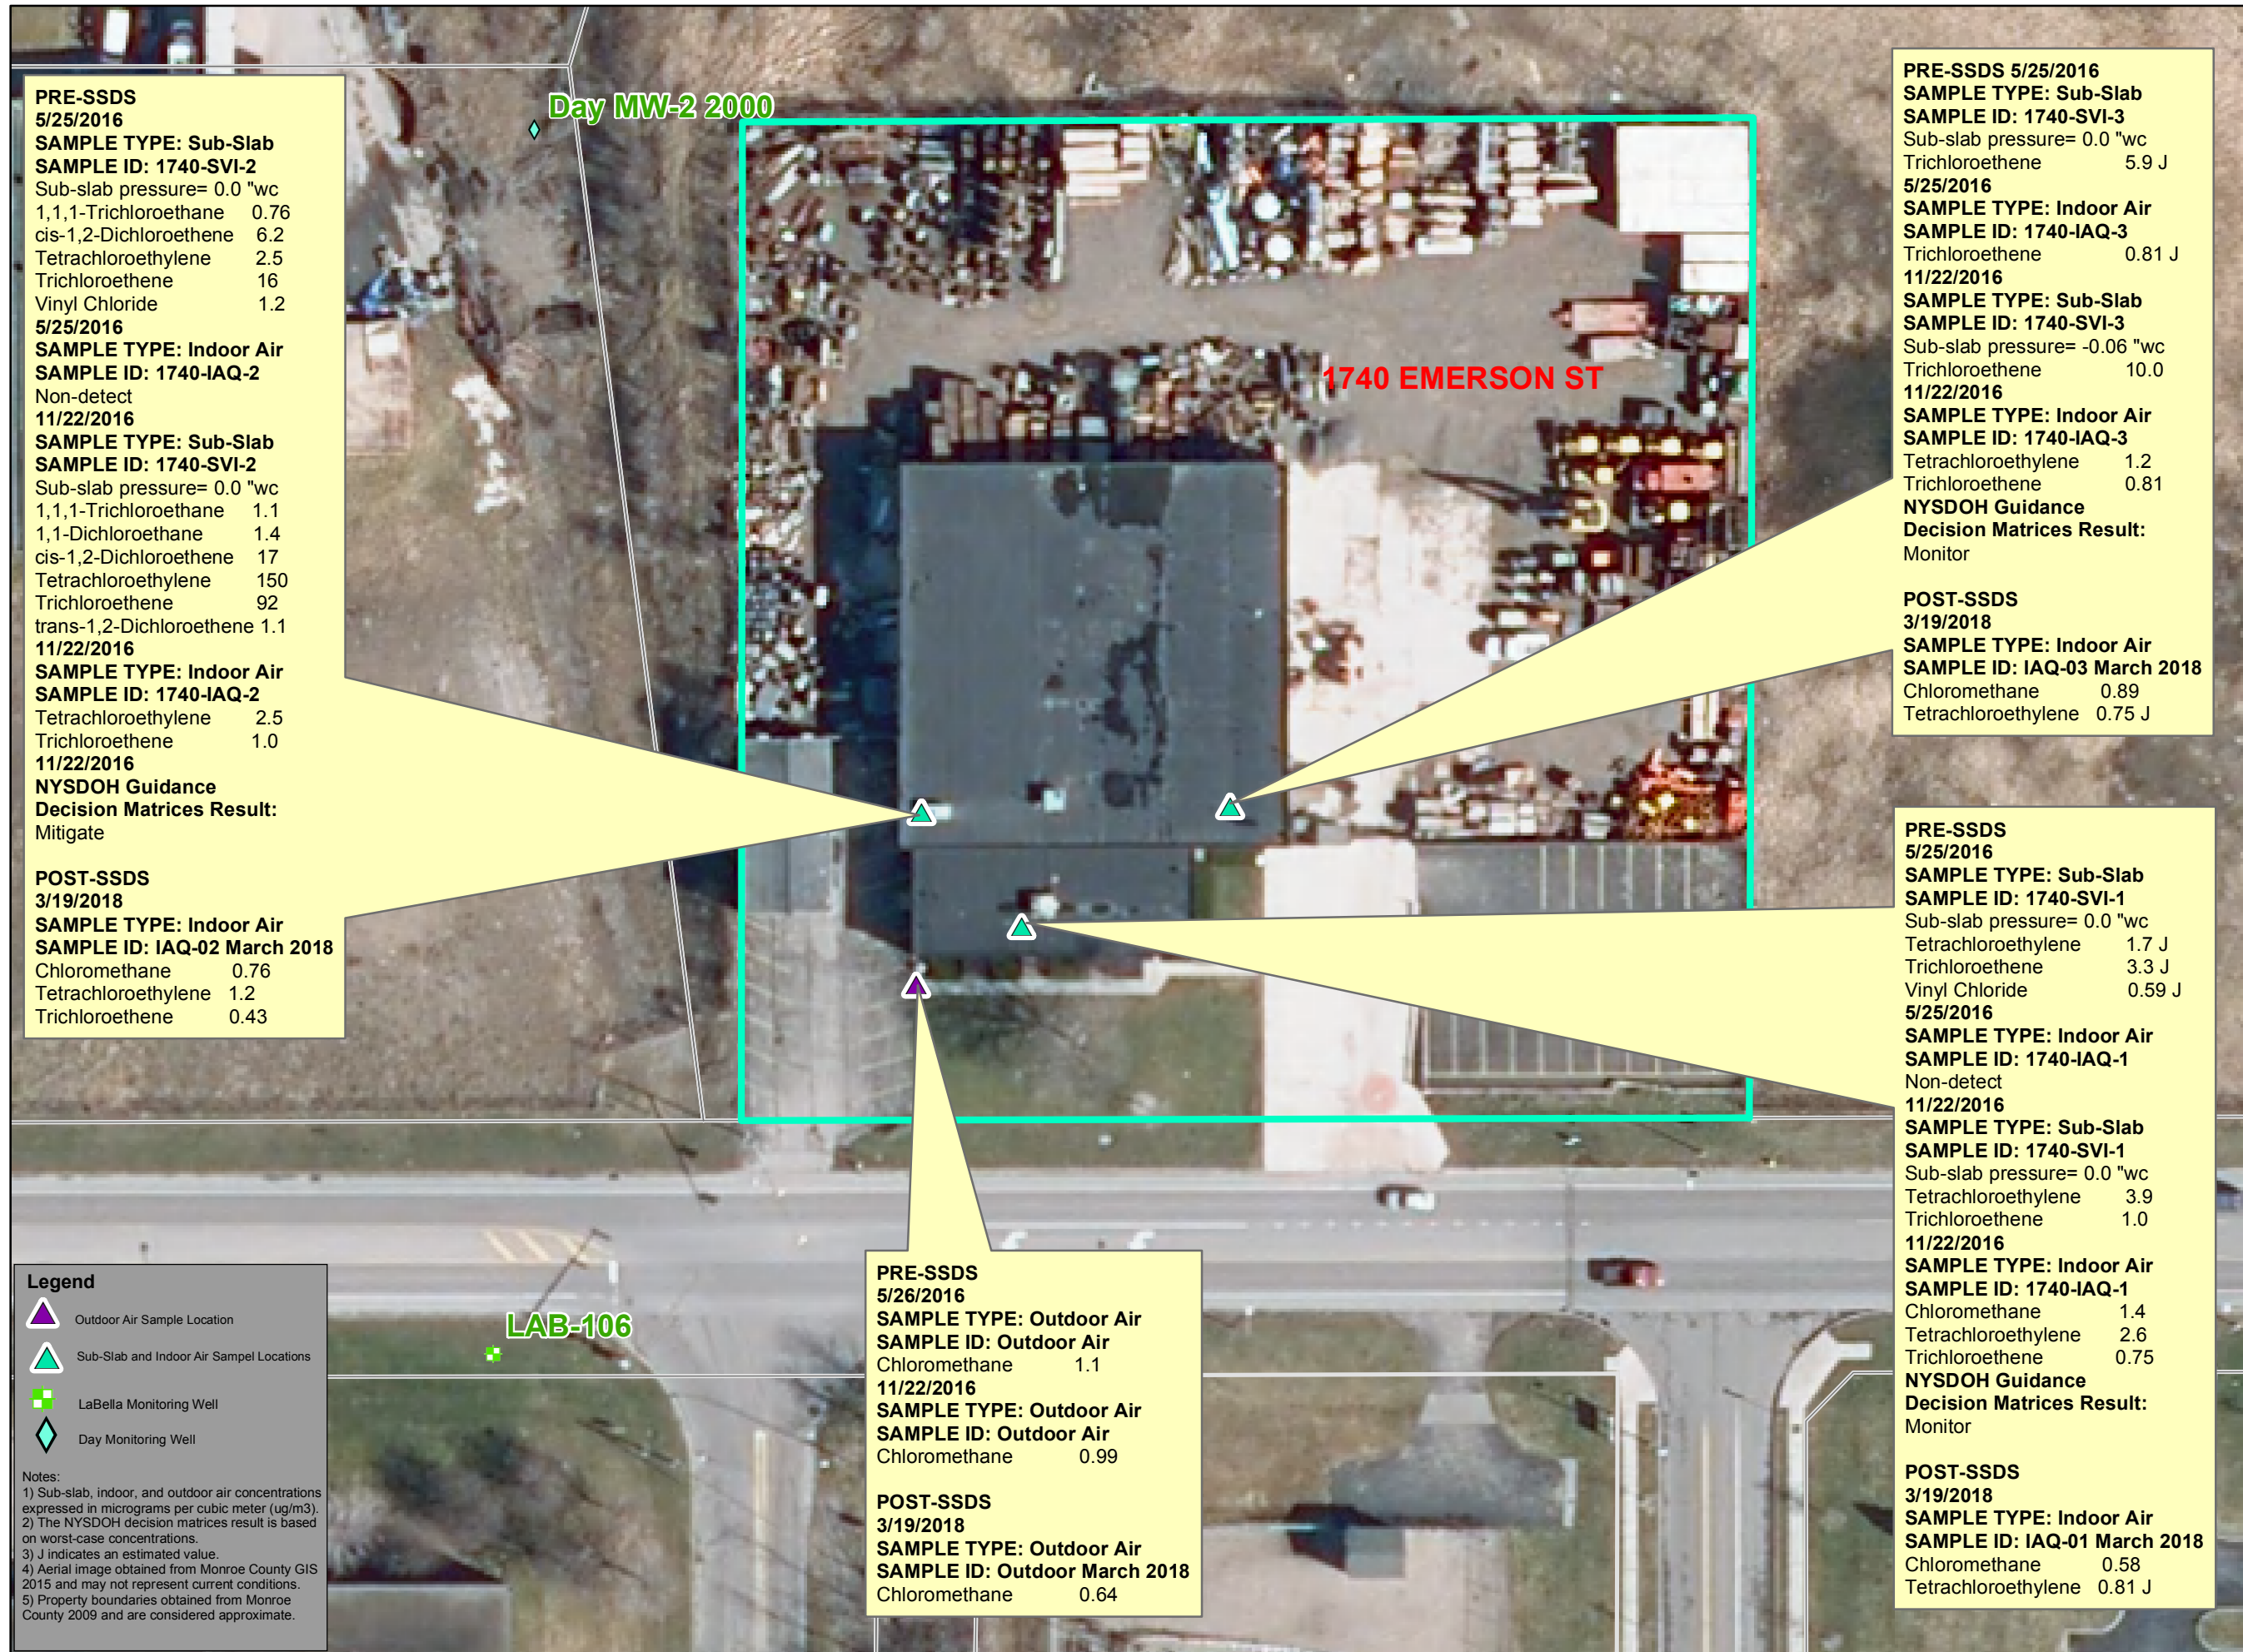 PRE-SSDS
5/25/2016
SAMPLE TYPE: Sub-Slab
SAMPLE ID: 1740-SVI-2
Sub-slab pressure= 0.0 "wc
1,1,1-Trichloroethane 0.76
cis-1,2-Dichloroethene 6.2
Tetrachloroethylene 2.5
Trichloroethene 16
Vinyl Chloride 1.2
5/25/2016
SAMPLE TYPE: Indoor Air
SAMPLE ID: 1740-IAQ-2
Non-detect
11/22/2016
SAMPLE TYPE: Sub-Slab
SAMPLE ID: 1740-SVI-2
Sub-slab pressure= 0.0 "wc
1,1,1-Trichloroethane 1.1
1,1-Dichloroethane 1.4
cis-1,2-Dichloroethene 17
Tetrachloroethylene 150
Trichloroethene 92
trans-1,2-Dichloroethene 1.1
11/22/2016
SAMPLE TYPE: Indoor Air
SAMPLE ID: 1740-IAQ-2
Tetrachloroethylene 2.5
Trichloroethene 1.0
11/22/2016
NYSDOH Guidance
Decision Matrices Result:
Mitigate
POST-SSDS
3/19/2018
SAMPLE TYPE: Indoor Air
SAMPLE ID: IAQ-02 March 2018
Chloromethane 0.76
Tetrachloroethylene 1.2
Trichloroethene 0.43
Day MW-2 2000
1740 EMERSON ST
PRE-SSDS 5/25/2016
SAMPLE TYPE: Sub-Slab
SAMPLE ID: 1740-SVI-3
Sub-slab pressure= 0.0 "wc
Trichloroethene 5.9 J
5/25/2016
SAMPLE TYPE: Indoor Air
SAMPLE ID: 1740-IAQ-3
Trichloroethene 0.81 J
11/22/2016
SAMPLE TYPE: Sub-Slab
SAMPLE ID: 1740-SVI-3
Sub-slab pressure= -0.06 "wc
Trichloroethene 10.0
11/22/2016
SAMPLE TYPE: Indoor Air
SAMPLE ID: 1740-IAQ-3
Tetrachloroethylene 1.2
Trichloroethene 0.81
NYSDOH Guidance
Decision Matrices Result:
Monitor
POST-SSDS
3/19/2018
SAMPLE TYPE: Indoor Air
SAMPLE ID: IAQ-03 March 2018
Chloromethane 0.89
Tetrachloroethylene 0.75 J
PRE-SSDS
5/25/2016
SAMPLE TYPE: Sub-Slab
SAMPLE ID: 1740-SVI-1
Sub-slab pressure= 0.0 "wc
Tetrachloroethylene 1.7 J
Trichloroethene 3.3 J
Vinyl Chloride 0.59 J
5/25/2016
SAMPLE TYPE: Indoor Air
SAMPLE ID: 1740-IAQ-1
Non-detect
11/22/2016
SAMPLE TYPE: Sub-Slab
SAMPLE ID: 1740-SVI-1
Sub-slab pressure= 0.0 "wc
Tetrachloroethylene 3.9
Trichloroethene 1.0
11/22/2016
SAMPLE TYPE: Indoor Air
SAMPLE ID: 1740-IAQ-1
Chloromethane 1.4
Tetrachloroethylene 2.6
Trichloroethene 0.75
NYSDOH Guidance
Decision Matrices Result:
Monitor
POST-SSDS
3/19/2018
SAMPLE TYPE: Indoor Air
SAMPLE ID: IAQ-01 March 2018
Chloromethane 0.58
Tetrachloroethylene 0.81 J
PRE-SSDS
5/26/2016
SAMPLE TYPE: Outdoor Air
SAMPLE ID: Outdoor Air
Chloromethane 1.1
11/22/2016
SAMPLE TYPE: Outdoor Air
SAMPLE ID: Outdoor Air
Chloromethane 0.99
POST-SSDS
3/19/2018
SAMPLE TYPE: Outdoor Air
SAMPLE ID: Outdoor March 2018
Chloromethane 0.64
LAB-106
Legend
Outdoor Air Sample Location
Sub-Slab and Indoor Air Sampel Locations
LaBella Monitoring Well
Day Monitoring Well
Notes:
1) Sub-slab, indoor, and outdoor air concentrations
expressed in micrograms per cubic meter (ug/m3).
2) The NYSDOH decision matrices result is based
on worst-case concentrations.
3) J indicates an estimated value.
4) Aerial image obtained from Monroe County GIS
2015 and may not represent current conditions.
5) Property boundaries obtained from Monroe
County 2009 and are considered approximate.